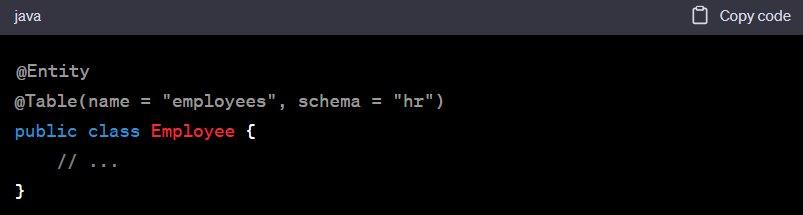 java
Copy code
@Entity
@Table(name = "employees", schema = "hr")
public class Employee {
    // ...
}